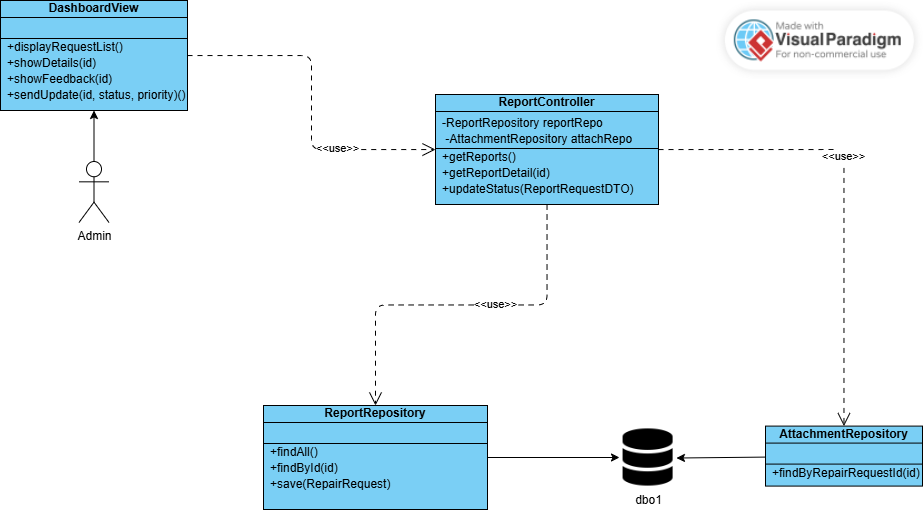 DashboardView
+displayRequestList()
+showDetails(id)
+showFeedback(id)
+sendUpdate(id, status, priority)()
Admin
Made with
VisualParadigm
For non-commercial use
<<use>>
ReportController
-ReportRepository reportRepo
-AttachmentRepository attachRepo
+getReports()
+getReportDetail(id)
+updateStatus(ReportRequestDTO)
<<use>>
<<use>>
ReportRepository
+findAll()
+findById(id)
+save(RepairRequest)
dbo1
AttachmentRepository
+findByRepairRequestId(id)